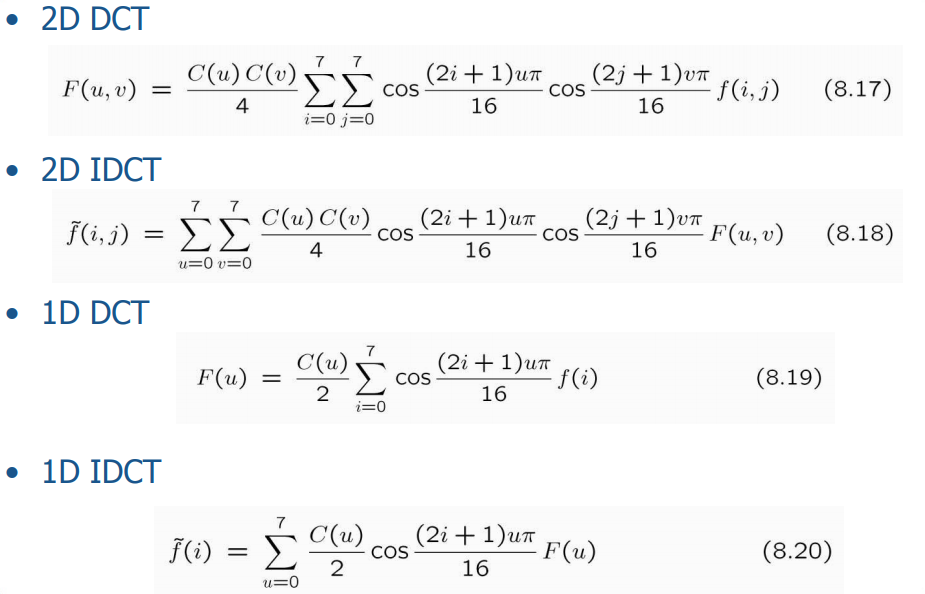 • 2D DCT
F(u, v) = \frac{C(u) C(v)}{4} \sum_{i=0}^{7} \sum_{j=0}^{7} \cos \frac{(2i + 1)u\pi}{16} \cos \frac{(2j + 1)v\pi}{16} f(i, j) (8.17)
• 2D IDCT
\tilde{f}(i, j) = \sum_{u=0}^{7} \sum_{v=0}^{7} \frac{C(u) C(v)}{4} \cos \frac{(2i + 1)u\pi}{16} \cos \frac{(2j + 1)v\pi}{16} F(u, v) (8.18)
• 1D DCT
F(u) = \frac{C(u)}{2} \sum_{i=0}^{7} \cos \frac{(2i + 1)u\pi}{16} f(i) (8.19)
• 1D IDCT
\tilde{f}(i) = \sum_{u=0}^{7} \frac{C(u)}{2} \cos \frac{(2i + 1)u\pi}{16} F(u) (8.20)